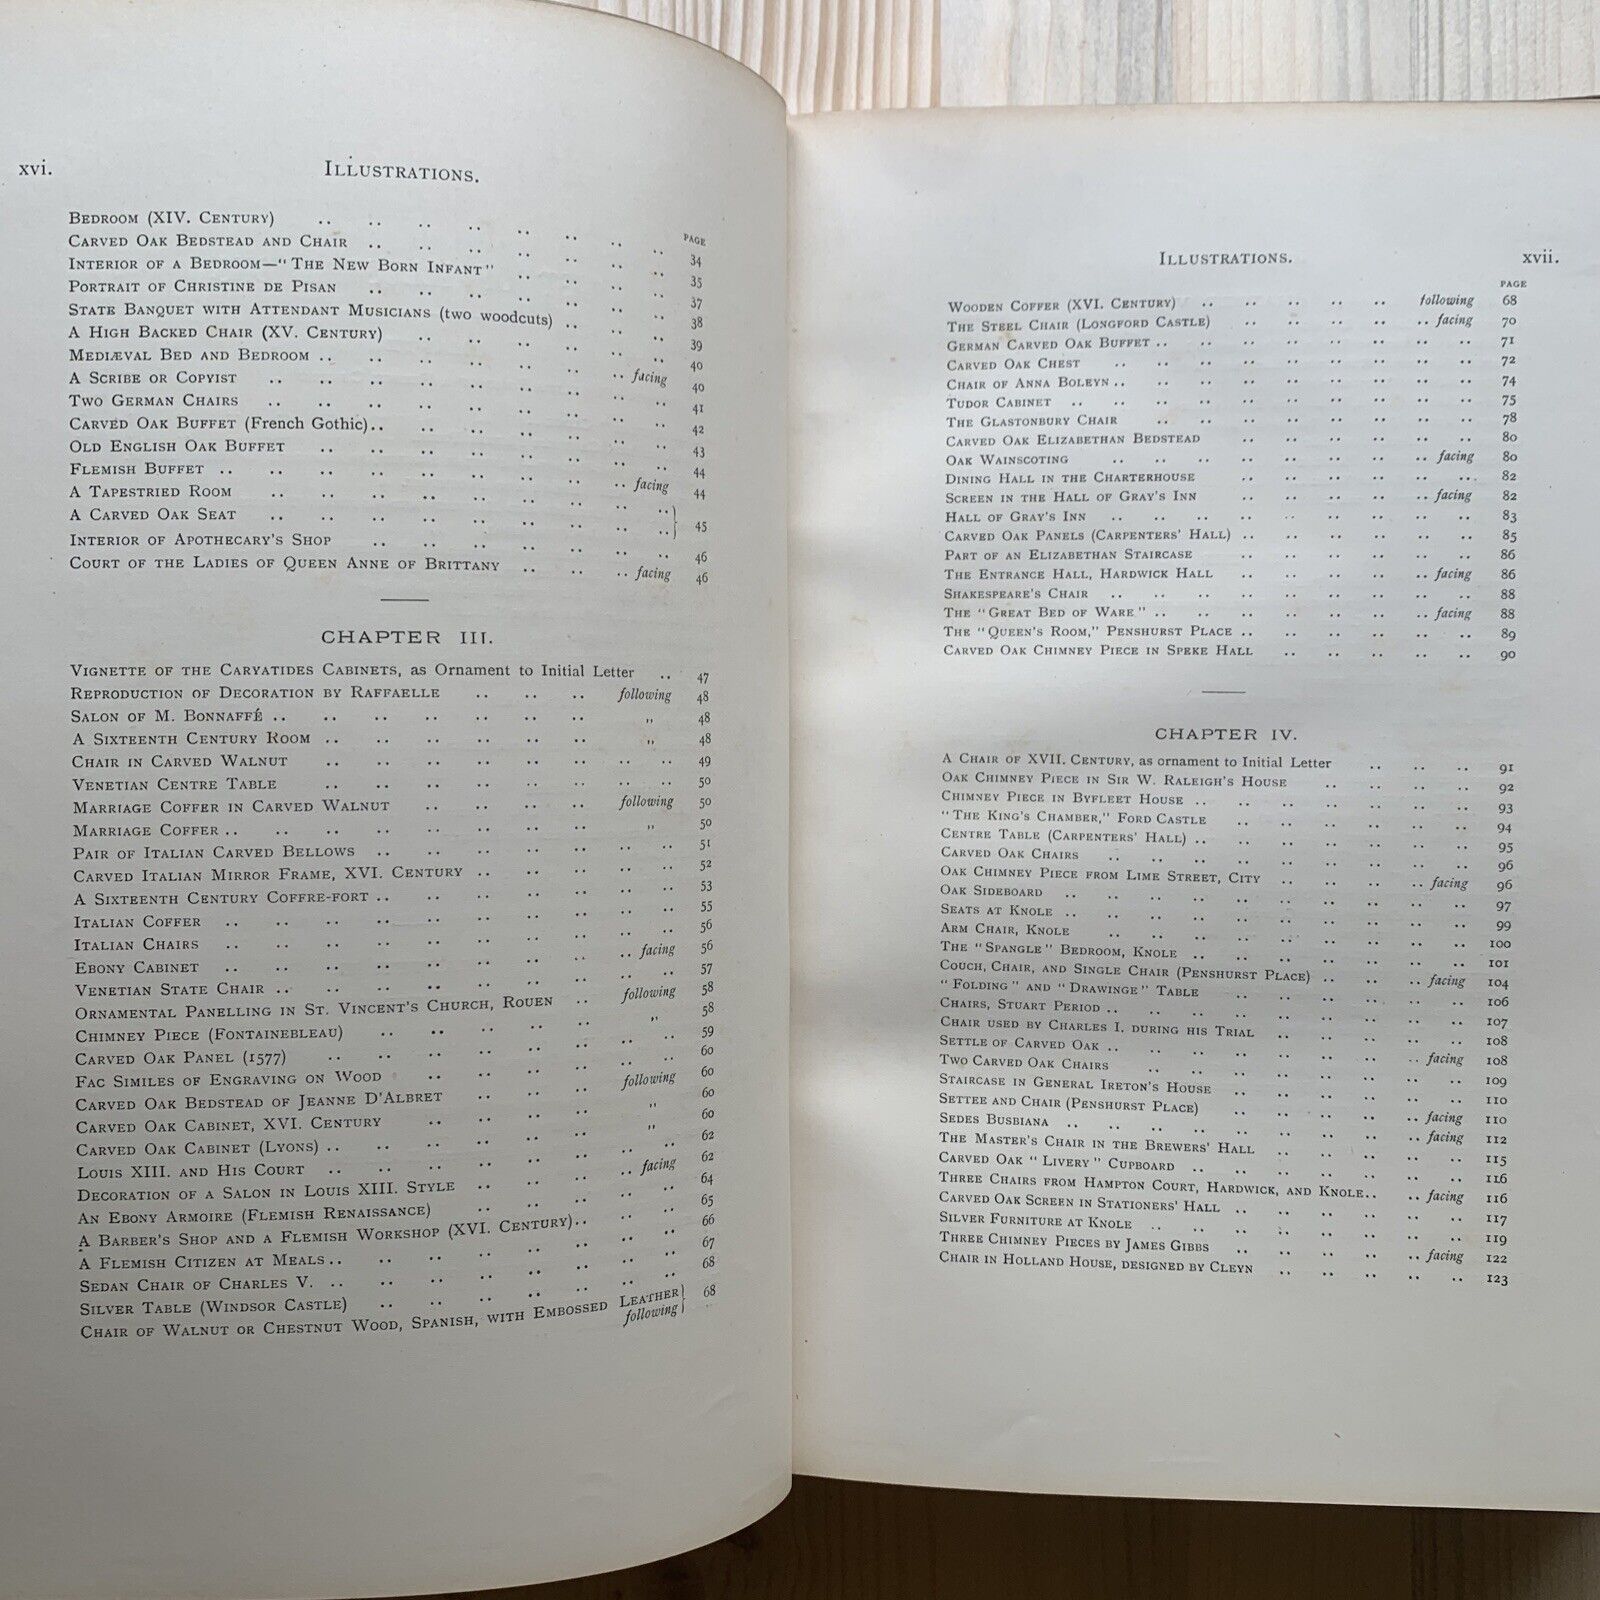 xvi. Illustrations.
PAGE
Bedroom (XIV. Century) .. .. .. .. .. .. .. 34
Carved Oak Bedstead and Chair .. .. .. .. .. .. 35
Interior of a Bedroom—"The New Born Infant" .. .. .. 37
Portrait of Christine de Pisan .. .. .. .. .. .. 38
State Banquet with Attendant Musicians (two woodcuts) .. .. 39
A High Backed Chair (XV. Century) .. .. .. .. .. 40
Mediæval Bed and Bedroom .. .. .. .. .. .. facing 40
A Scribe or Copyist .. .. .. .. .. .. .. 41
Two German Chairs .. .. .. .. .. .. .. 42
Carved Oak Buffet (French Gothic) .. .. .. .. .. 43
Old English Oak Buffet .. .. .. .. .. .. .. 44
Flemish Buffet .. .. .. .. .. .. .. facing 44
A Tapestried Room .. .. .. .. .. .. .. }
A Carved Oak Seat .. .. .. .. .. .. .. } 45
Interior of Apothecary's Shop .. .. .. .. .. .. 46
Court of the Ladies of Queen Anne of Brittany .. .. .. facing 46
CHAPTER III.
Vignette of the Caryatides Cabinets, as Ornament to Initial Letter .. 47
Reproduction of Decoration by Raffaelle .. .. .. following 48
Salon of M. Bonnaffé .. .. .. .. .. .. ,, 48
A Sixteenth Century Room .. .. .. .. .. .. ,, 48
Chair in Carved Walnut .. .. .. .. .. .. .. 49
Venetian Centre Table .. .. .. .. .. .. .. 50
Marriage Coffer in Carved Walnut .. .. .. .. following 50
Marriage Coffer .. .. .. .. .. .. .. ,, 50
Pair of Italian Carved Bellows .. .. .. .. .. .. 51
Carved Italian Mirror Frame, XVI. Century .. .. .. .. 52
A Sixteenth Century Coffre-fort .. .. .. .. .. .. 53
Italian Coffer .. .. .. .. .. .. .. .. 55
Italian Chairs .. .. .. .. .. .. .. .. 56
Ebony Cabinet .. .. .. .. .. .. .. facing 56
Venetian State Chair .. .. .. .. .. .. .. 57
Ornamental Panelling in St. Vincent's Church, Rouen .. following 58
Chimney Piece (Fontainebleau) .. .. .. .. .. ,, 58
Carved Oak Panel (1577) .. .. .. .. .. .. .. 59
Fac Similes of Engraving on Wood .. .. .. .. .. 60
Carved Oak Bedstead of Jeanne D'Albret .. .. .. following 60
Carved Oak Cabinet, XVI. Century .. .. .. .. ,, 60
Carved Oak Cabinet (Lyons) .. .. .. .. .. ,, 60
Louis XIII. and His Court .. .. .. .. .. .. .. 62
Decoration of a Salon in Louis XIII. Style .. .. .. facing 62
An Ebony Armoire (Flemish Renaissance) .. .. .. .. 64
A Barber's Shop and a Flemish Workshop (XVI. Century) .. .. 65
A Flemish Citizen at Meals .. .. .. .. .. .. 66
Sedan Chair of Charles V. .. .. .. .. .. .. .. 67
Silver Table (Windsor Castle) .. .. .. .. .. .. 68
Chair of Walnut or Chestnut Wood, Spanish, with Embossed Leather } 68
following }
Illustrations. xvii.
PAGE
Wooden Coffer (XVI. Century) .. .. .. .. .. following 68
The Steel Chair (Longford Castle) .. .. .. .. .. facing 70
German Carved Oak Buffet .. .. .. .. .. .. .. 71
Carved Oak Chest .. .. .. .. .. .. .. .. 72
Chair of Anna Boleyn .. .. .. .. .. .. .. .. 74
Tudor Cabinet .. .. .. .. .. .. .. .. .. 75
The Glastonbury Chair .. .. .. .. .. .. .. 78
Carved Oak Elizabethan Bedstead .. .. .. .. .. .. 80
Oak Wainscoting .. .. .. .. .. .. .. facing 80
Dining Hall in the Charterhouse .. .. .. .. .. .. 82
Screen in the Hall of Gray's Inn .. .. .. .. .. facing 82
Hall of Gray's Inn .. .. .. .. .. .. .. .. 83
Carved Oak Panels (Carpenters' Hall) .. .. .. .. .. .. 85
Part of an Elizabethan Staircase .. .. .. .. .. .. 86
The Entrance Hall, Hardwick Hall .. .. .. .. .. facing 86
Shakespeare's Chair .. .. .. .. .. .. .. .. 88
The "Great Bed of Ware" .. .. .. .. .. .. .. facing 88
The "Queen's Room," Penshurst Place .. .. .. .. .. .. 89
Carved Oak Chimney Piece in Speke Hall .. .. .. .. .. 90
CHAPTER IV.
A Chair of XVII. Century, as ornament to Initial Letter .. .. .. 91
Oak Chimney Piece in Sir W. Raleigh's House .. .. .. .. 92
Chimney Piece in Byfleet House .. .. .. .. .. .. .. 93
"The King's Chamber," Ford Castle .. .. .. .. .. .. 94
Centre Table (Carpenters' Hall) .. .. .. .. .. .. .. 95
Carved Oak Chairs .. .. .. .. .. .. .. .. 96
Oak Chimney Piece from Lime Street, City .. .. .. .. facing 96
Oak Sideboard .. .. .. .. .. .. .. .. .. 97
Seats at Knole .. .. .. .. .. .. .. .. .. 99
Arm Chair, Knole .. .. .. .. .. .. .. .. 100
The "Spangle" Bedroom, Knole .. .. .. .. .. .. .. 101
Couch, Chair, and Single Chair (Penshurst Place) .. .. .. facing 104
"Folding" and "Drawinge" Table .. .. .. .. .. .. 106
Chairs, Stuart Period .. .. .. .. .. .. .. .. 107
Chair used by Charles I. during his Trial .. .. .. .. .. 108
Settle of Carved Oak .. .. .. .. .. .. .. .. facing 108
Two Carved Oak Chairs .. .. .. .. .. .. .. 109
Staircase in General Ireton's House .. .. .. .. .. .. 110
Settee and Chair (Penshurst Place) .. .. .. .. .. facing 110
Sedes Busbiana .. .. .. .. .. .. .. .. facing 112
The Master's Chair in the Brewers' Hall .. .. .. .. .. 115
Carved Oak "Livery" Cupboard .. .. .. .. .. .. .. 116
Three Chairs from Hampton Court, Hardwick, and Knole .. .. facing 116
Carved Oak Screen in Stationers' Hall .. .. .. .. .. .. 117
Silver Furniture at Knole .. .. .. .. .. .. .. 119
Three Chimney Pieces by James Gibbs .. .. .. .. .. facing 122
Chair in Holland House, designed by Cleyn .. .. .. .. .. 123